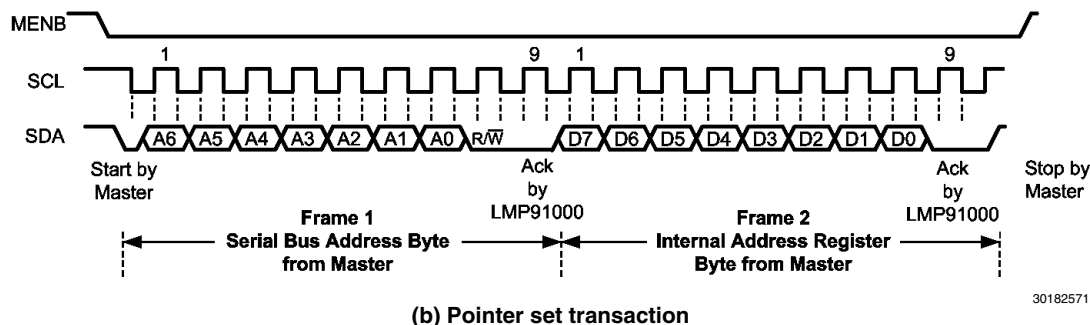 MENB
1 9 1 9
SCL
SDA A6 A5 A4 A3 A2 A1 A0 R/W̅ D7 D6 D5 D4 D3 D2 D1 D0
Start by
Master
Ack
by
LMP91000
Ack
by
LMP91000
Stop by
Master
Frame 1
Serial Bus Address Byte
from Master
Frame 2
Internal Address Register
Byte from Master
30182571
(b) Pointer set transaction